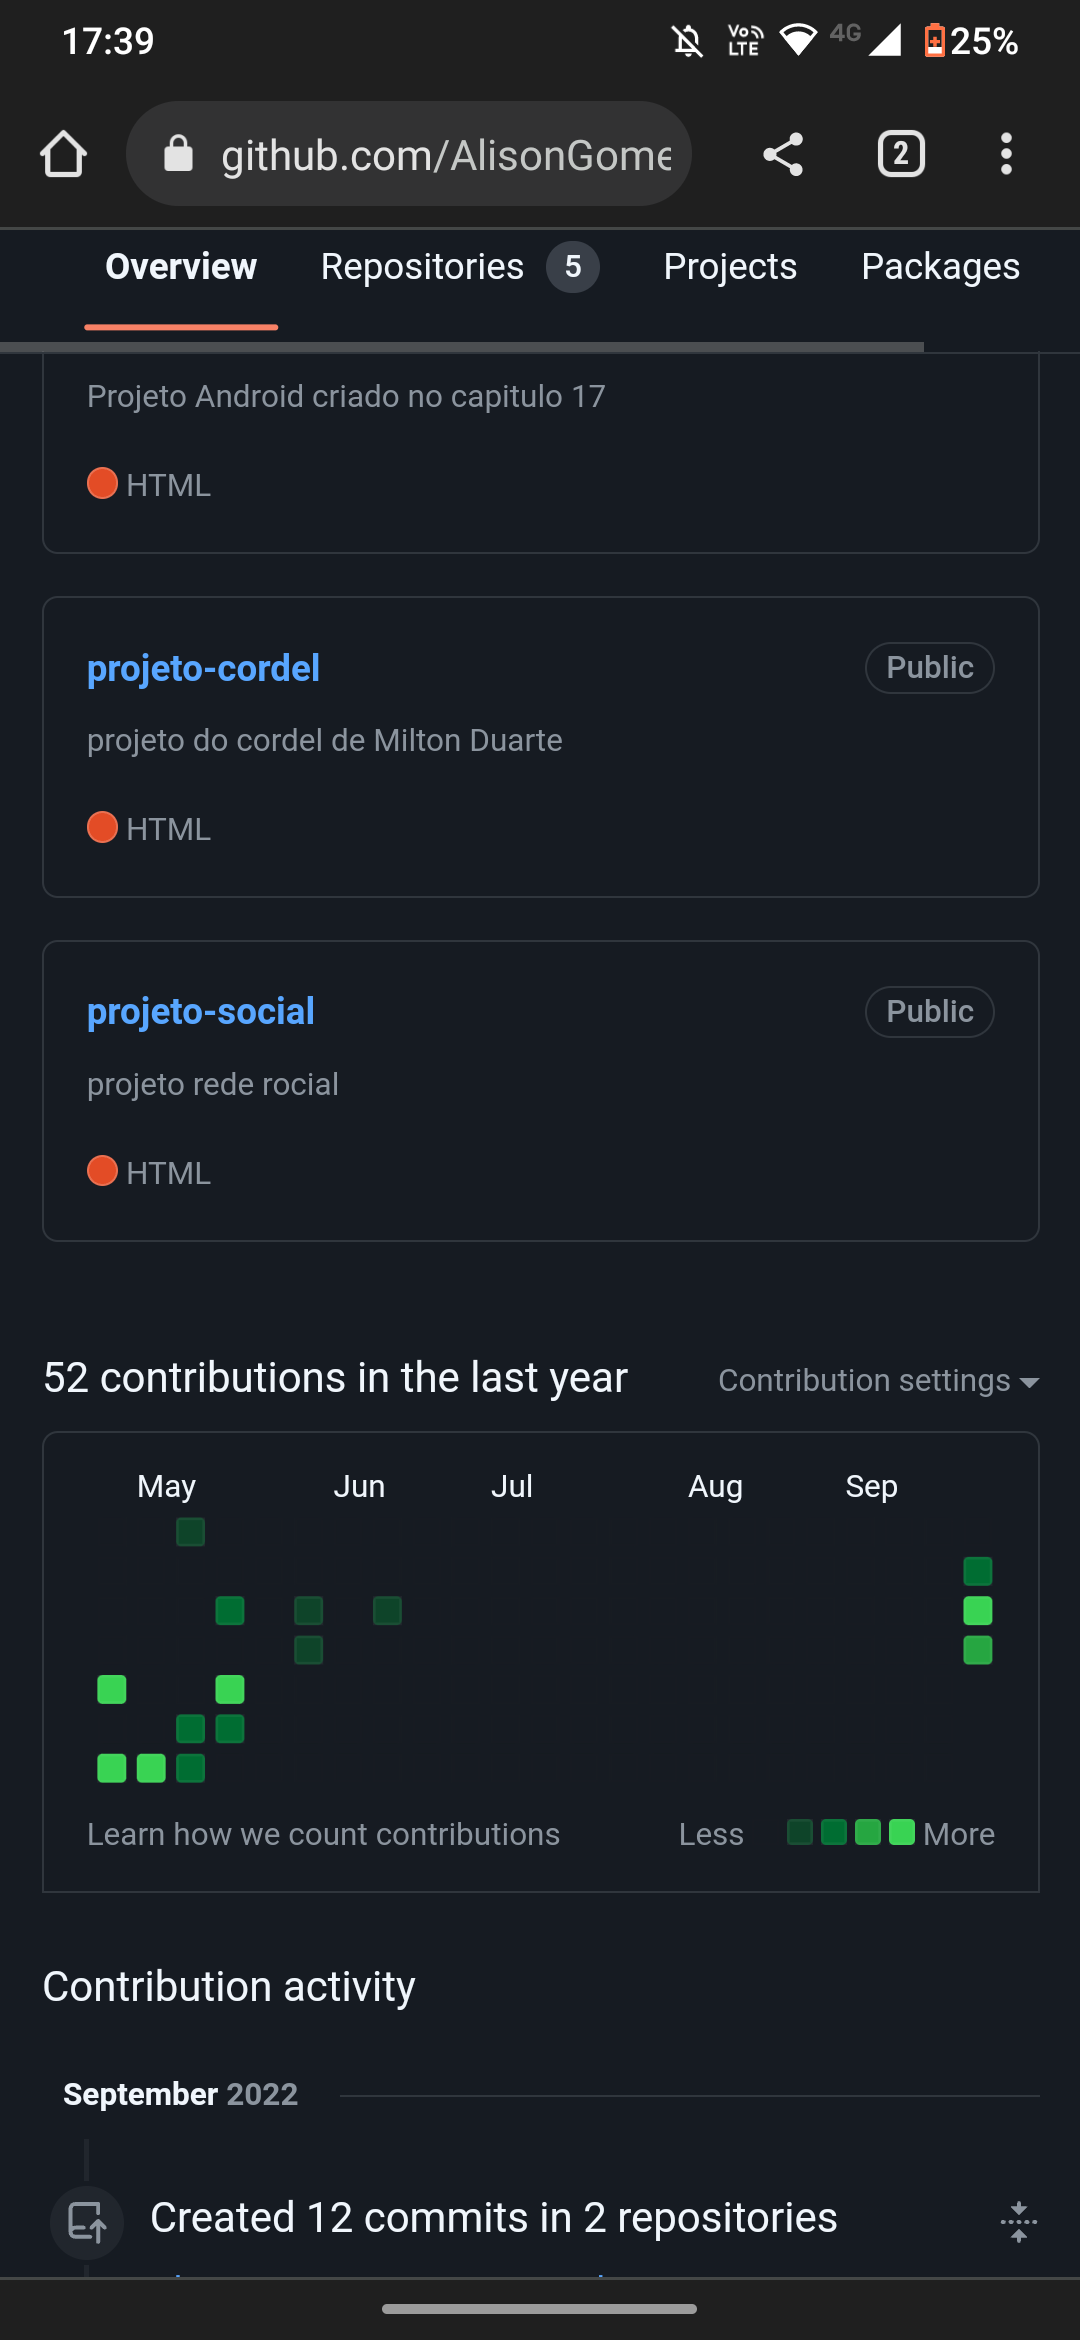 17:39
Vo LTE 4G 25%
github.com/AlisonGome
2
Overview Repositories 5 Projects Packages
Projeto Android criado no capitulo 17
HTML
projeto-cordel Public
projeto do cordel de Milton Duarte
HTML
projeto-social Public
projeto rede rocial
HTML
52 contributions in the last year Contribution settings
May Jun Jul Aug Sep
Learn how we count contributions Less More
Contribution activity
September 2022
Created 12 commits in 2 repositories